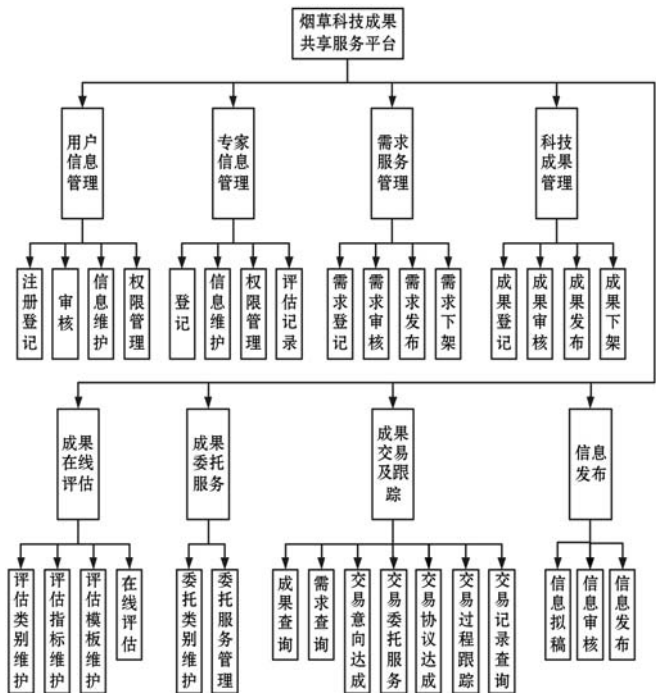 烟草科技成果
共享服务平台
用户
信息
管理
专家
信息
管理
需求
服务
管理
科技
成果
管理
注册登记
审核
信息维护
权限管理
登记
信息维护
权限管理
评估记录
需求登记
需求审核
需求发布
需求下架
成果登记
成果审核
成果发布
成果下架
成果
在线
评估
成果
委托
服务
成果
交易
及跟
踪
信息
发布
评估类别维护
评估指标维护
评估模板维护
在线评估
委托类别维护
委托服务管理
成果查询
需求查询
交易意向达成
交易委托服务
交易协议达成
交易过程跟踪
交易记录查询
信息拟稿
信息审核
信息发布